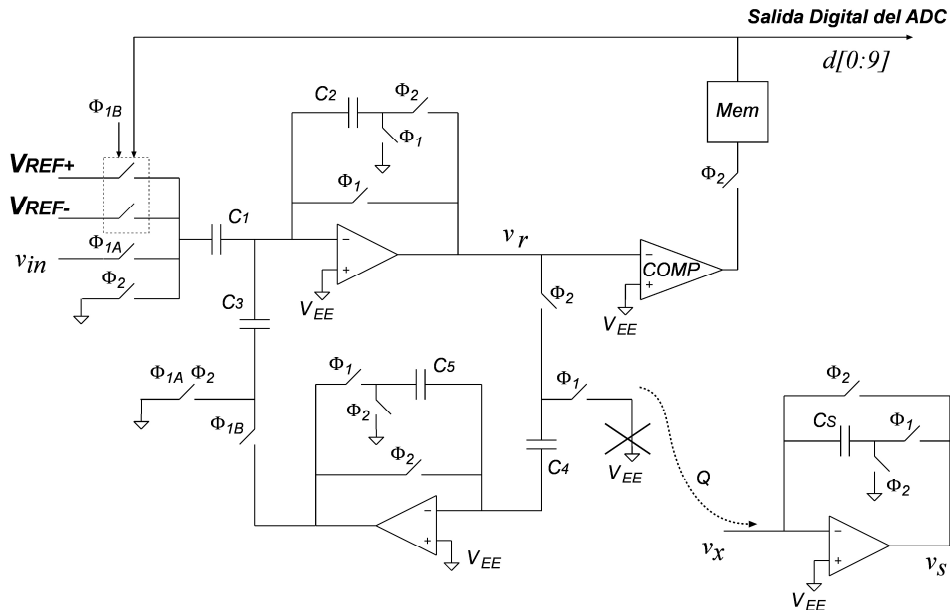 Salida Digital del ADC
d[0:9]
C2
Φ2
Φ1
Mem
Φ1B
VREF+
Φ1
Φ2
VREF-
C1
Φ1A
vin
vr
Φ2
COMP
C3
VEE
Φ2
VEE
Φ1A Φ2
Φ1
C5
Φ1
Φ2
Φ2
Φ1B
Φ2
CS
Φ1
C4
VEE
Q
Φ2
VEE
vx
vs
VEE